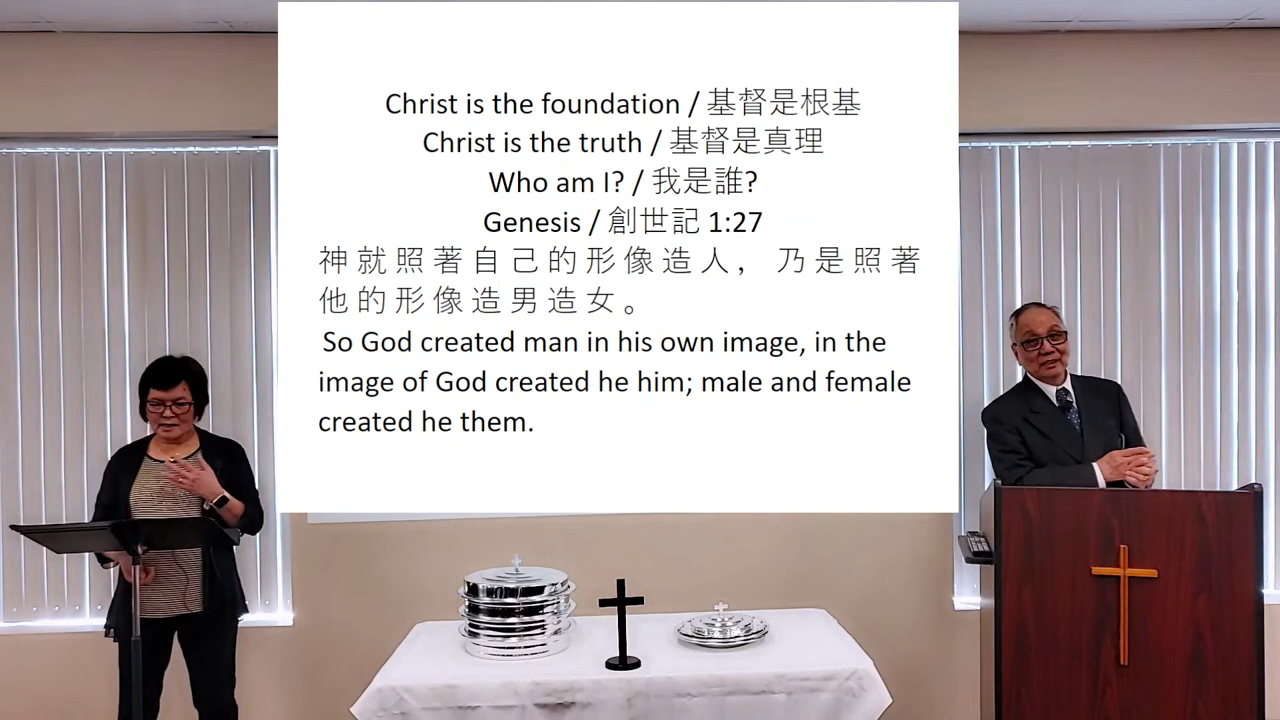 Christ is the foundation / 基督是根基
Christ is the truth / 基督是真理
Who am I? / 我是誰?
Genesis / 創世記 1:27
神 就 照 著 自 己 的 形 像 造 人 ， 乃 是 照 著
他 的 形 像 造 男 造 女 。
So God created man in his own image, in the
image of God created he him; male and female
created he them.